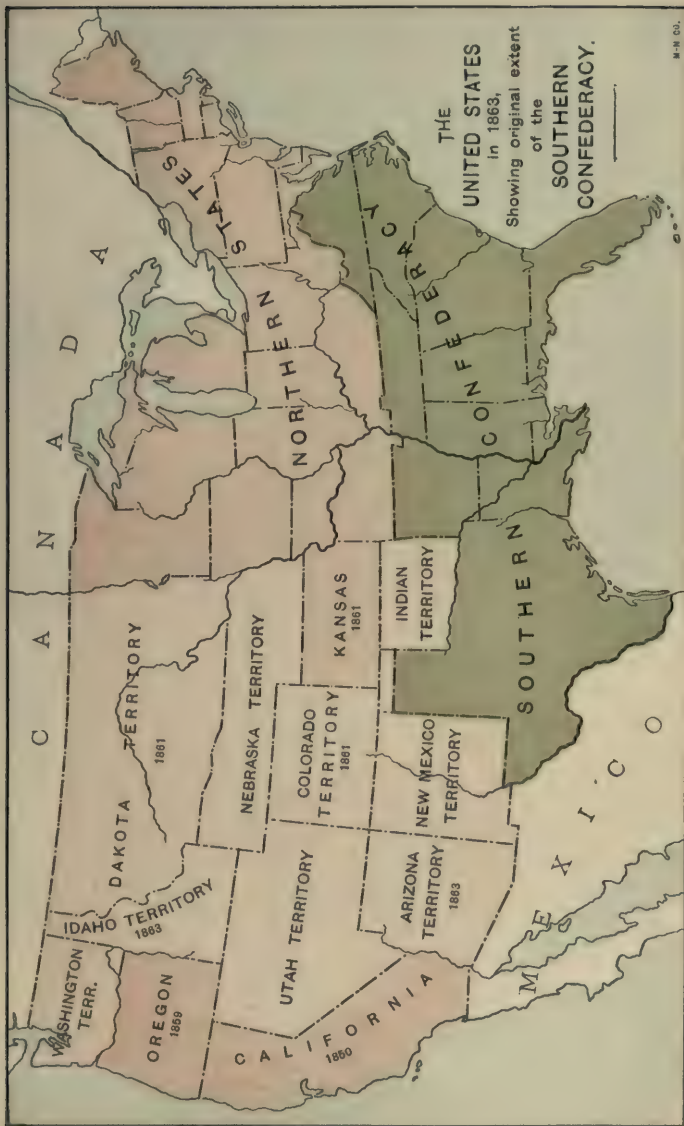 THE
UNITED STATES
in 1863,
Showing original extent
of the
SOUTHERN
CONFEDERACY.
CANADA
WASHINGTON
TERR.
OREGON
1859
CALIFORNIA
1850
IDAHO TERRITORY
1863
DAKOTA TERRITORY
1861
NEBRASKA TERRITORY
UTAH TERRITORY
COLORADO
TERRITORY
1861
KANSAS
1861
ARIZONA
TERRITORY
1863
NEW MEXICO
TERRITORY
INDIAN
TERRITORY
NORTHERN STATES
SOUTHERN CONFEDERACY
MEXICO
M-N CO.